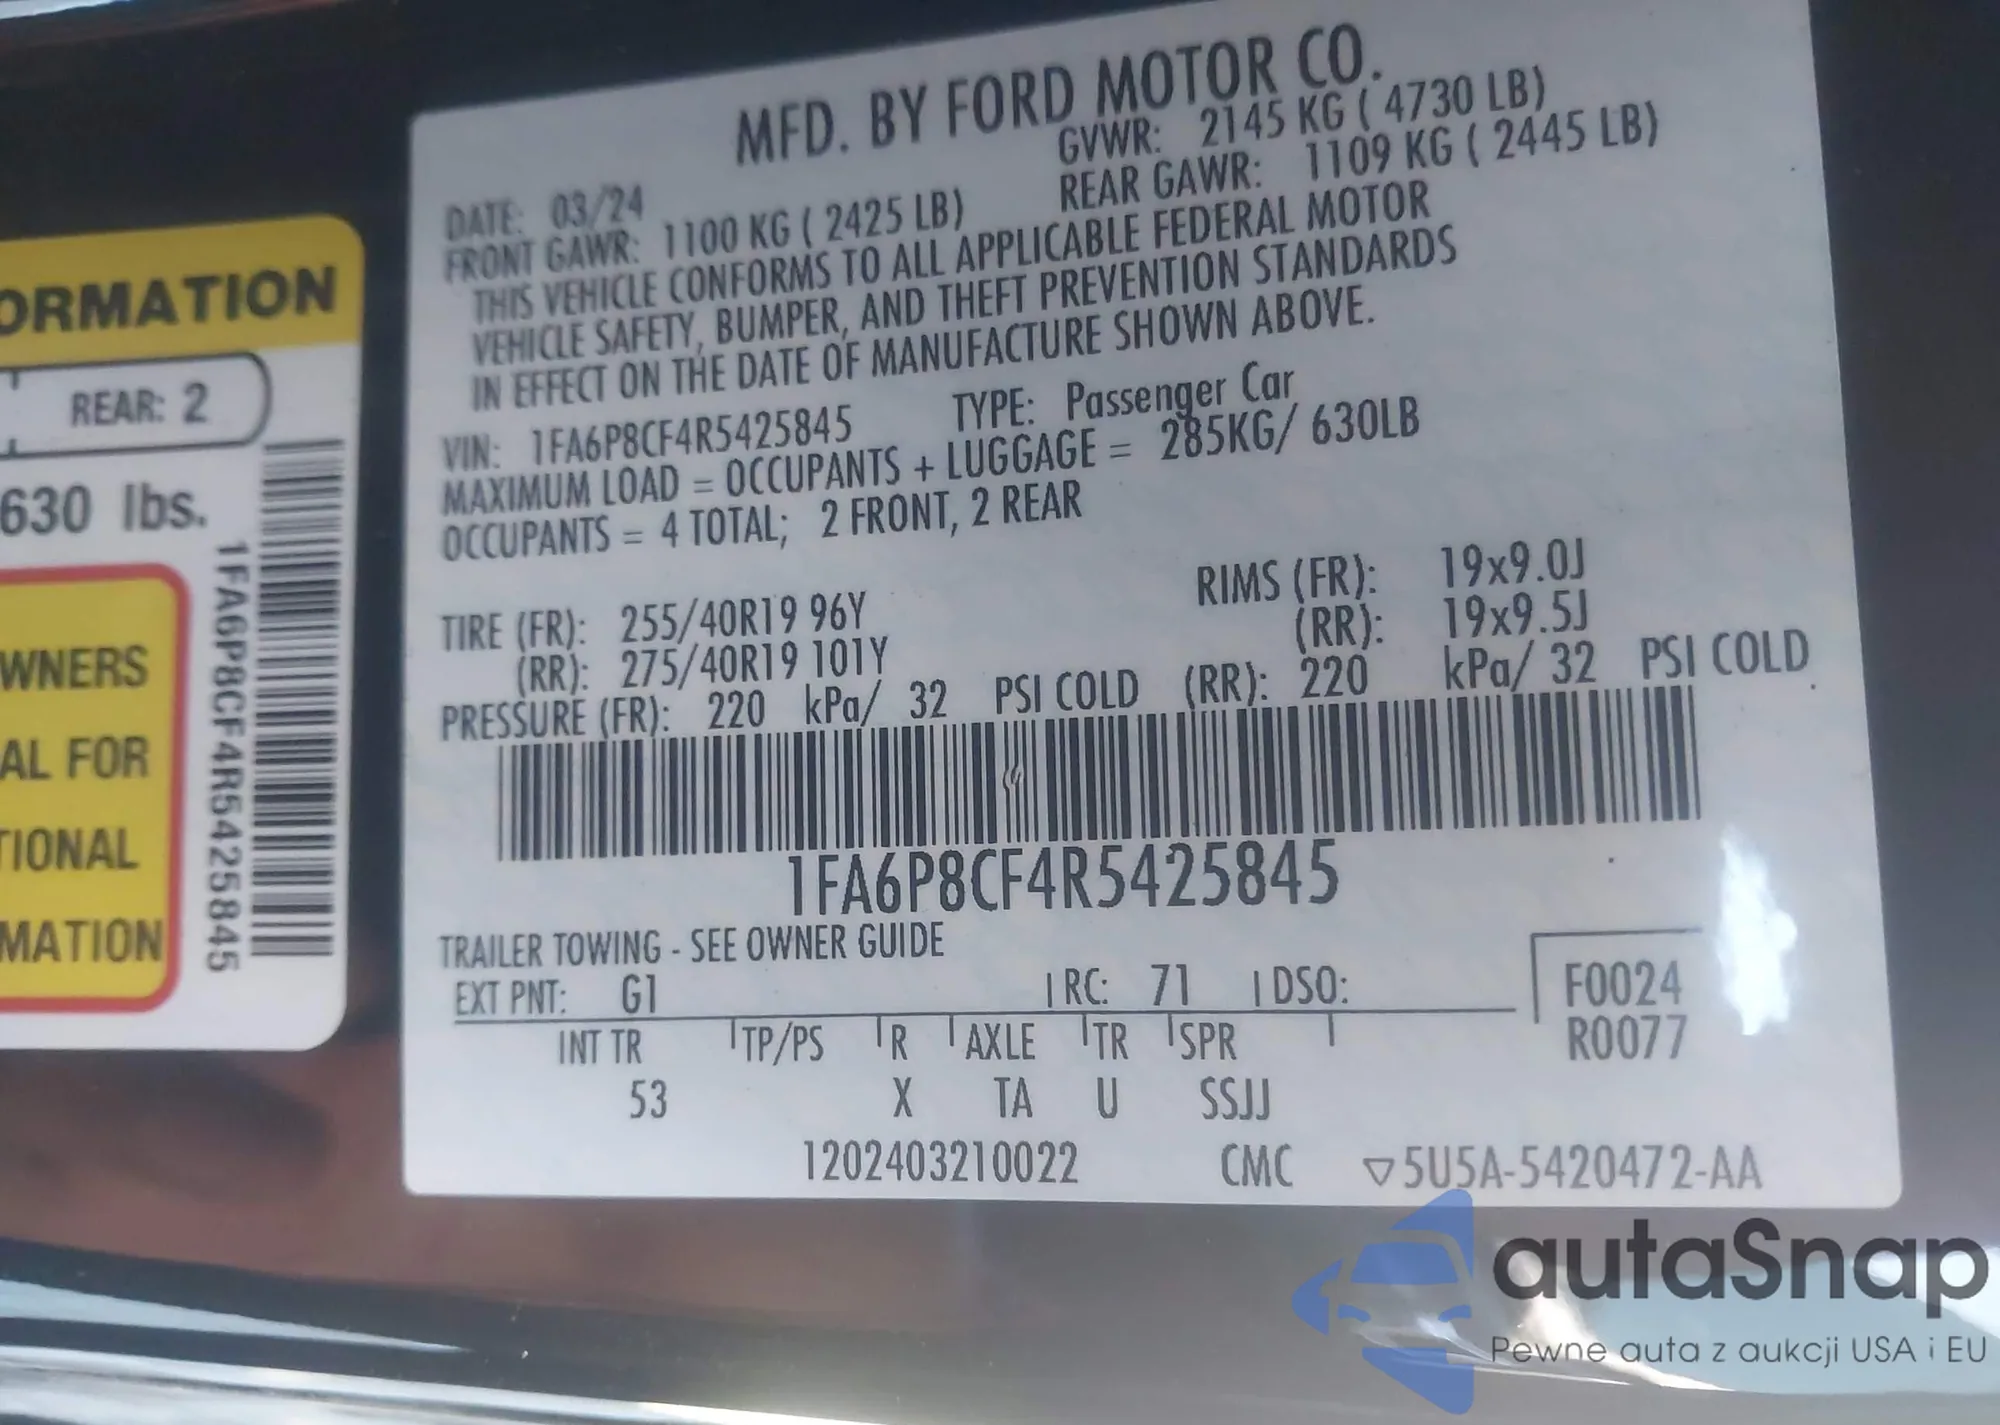 ORMATION
REAR: 2
630 lbs.
WNERS
AL FOR
TIONAL
MATION
1FA6P8CF4R5425845
MFD. BY FORD MOTOR CO.
DATE: 03/24 GVWR: 2145 KG ( 4730 LB)
FRONT GAWR: 1100 KG ( 2425 LB) REAR GAWR: 1109 KG ( 2445 LB)
THIS VEHICLE CONFORMS TO ALL APPLICABLE FEDERAL MOTOR
VEHICLE SAFETY, BUMPER, AND THEFT PREVENTION STANDARDS
IN EFFECT ON THE DATE OF MANUFACTURE SHOWN ABOVE.
VIN: 1FA6P8CF4R5425845 TYPE: Passenger Car
MAXIMUM LOAD = OCCUPANTS + LUGGAGE = 285KG/ 630LB
OCCUPANTS = 4 TOTAL; 2 FRONT, 2 REAR
TIRE (FR): 255/40R19 96Y RIMS (FR): 19x9.0J
(RR): 275/40R19 101Y (RR): 19x9.5J
PRESSURE (FR): 220 kPa/ 32 PSI COLD (RR): 220 kPa/ 32 PSI COLD
1FA6P8CF4R5425845
TRAILER TOWING - SEE OWNER GUIDE
EXT PNT: G1 RC: 71 DSO: F0024
R0077
INT TR TP/PS R AXLE TR SPR
53 X TA U SSJJ
1202403210022 CMC ▽5U5A-5420472-AA
autaSnap
Pewne auta z aukcji USA i EU